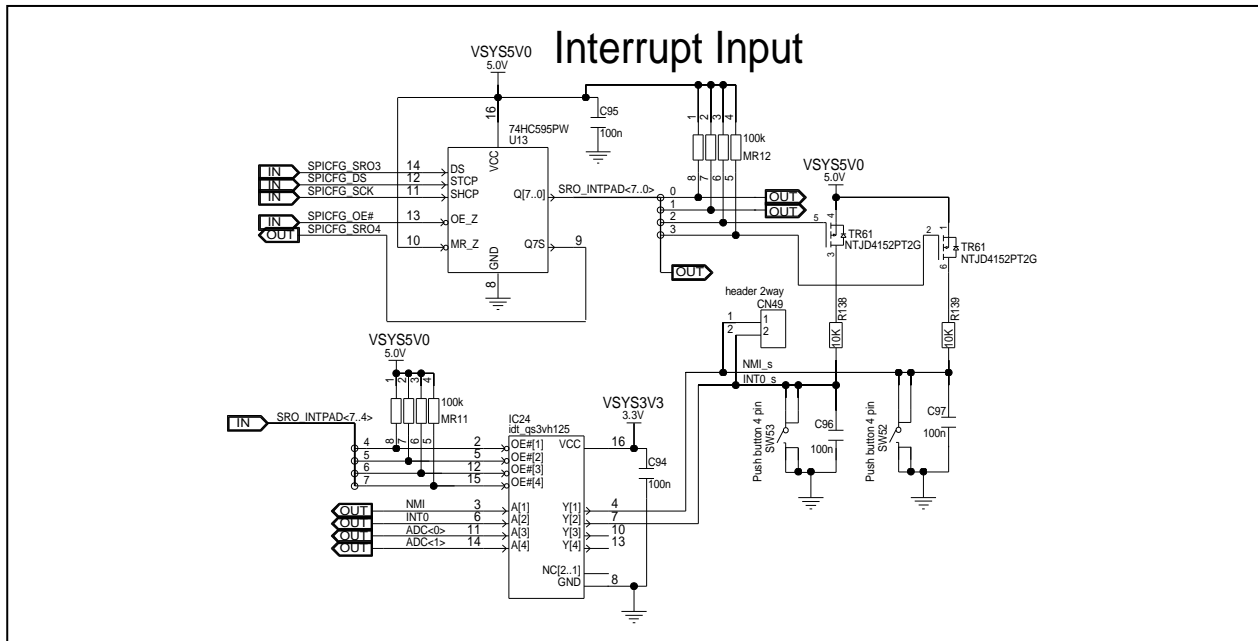 Interrupt Input
VSYS5V0
5.0V
16
C95
100n
74HC595PW
U13
VCC
1 2 3 4
100k
MR12
8 7 6 5
IN SPICFG_SRO3 14 DS
IN SPICFG_DS 12 STCP
IN SPICFG_SCK 11 SHCP
IN SPICFG_OE# 13 OE_Z
OUT SPICFG_SRO4
10 MR_Z
Q[7..0] SRO_INTPAD<7..0>
Q7S 9
GND
8
0 OUT
1 OUT
2
3
OUT
VSYS5V0
5.0V
5 4
TR61
NTJD4152PT2G
3
2 1
TR61
NTJD4152PT2G
6
header 2way
CN49
1 1
2 2
R138
10K
R139
10K
NMI_s
INT0_s
VSYS5V0
5.0V
1 2 3 4
100k
MR11
8 7 6 5
IN SRO_INTPAD<7..4>
IC24
idt_qs3vh125
4 2 OE#[1]
5 5 OE#[2]
6 12 OE#[3]
7 15 OE#[4]
OUT NMI 3 A[1]
OUT INT0 6 A[2]
OUT ADC<0> 11 A[3]
OUT ADC<1> 14 A[4]
VCC 16
VSYS3V3
3.3V
C94
100n
Y[1] 4
Y[2] 7
Y[3] 10
Y[4] 13
NC[2..1]
GND 8
Push button 4 pin
SW53
C96
100n
Push button 4 pin
SW52
C97
100n